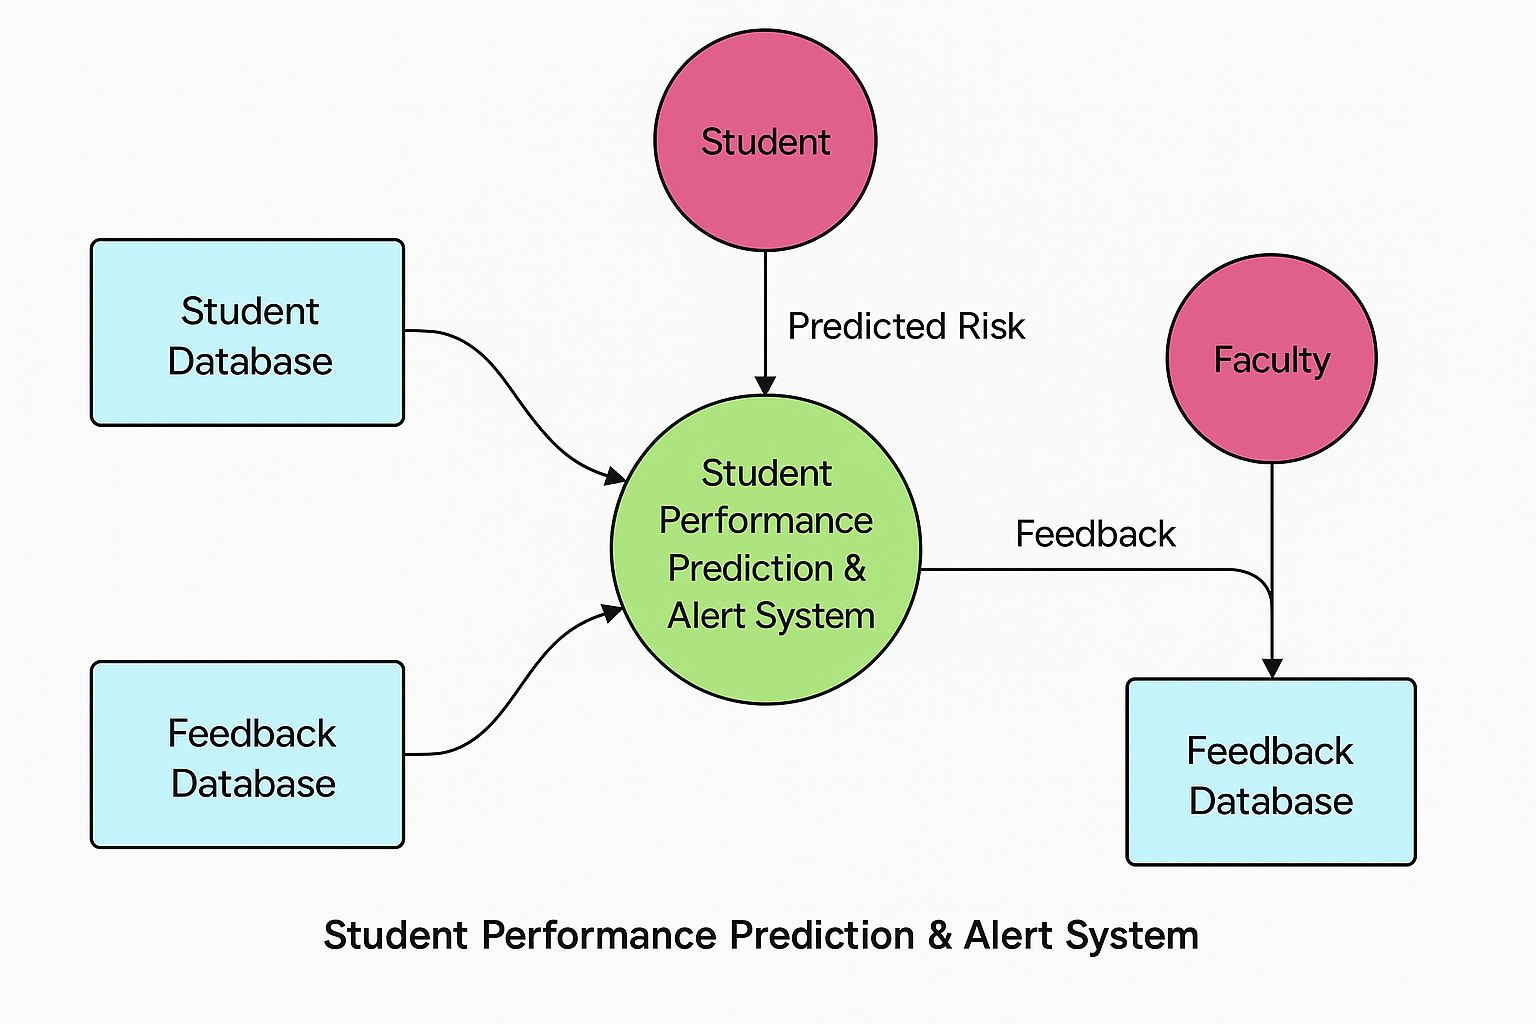 Student
Student
Database
Predicted Risk
Faculty
Student
Performance
Prediction &
Alert System
Feedback
Feedback
Database
Feedback
Database
Student Performance Prediction & Alert System